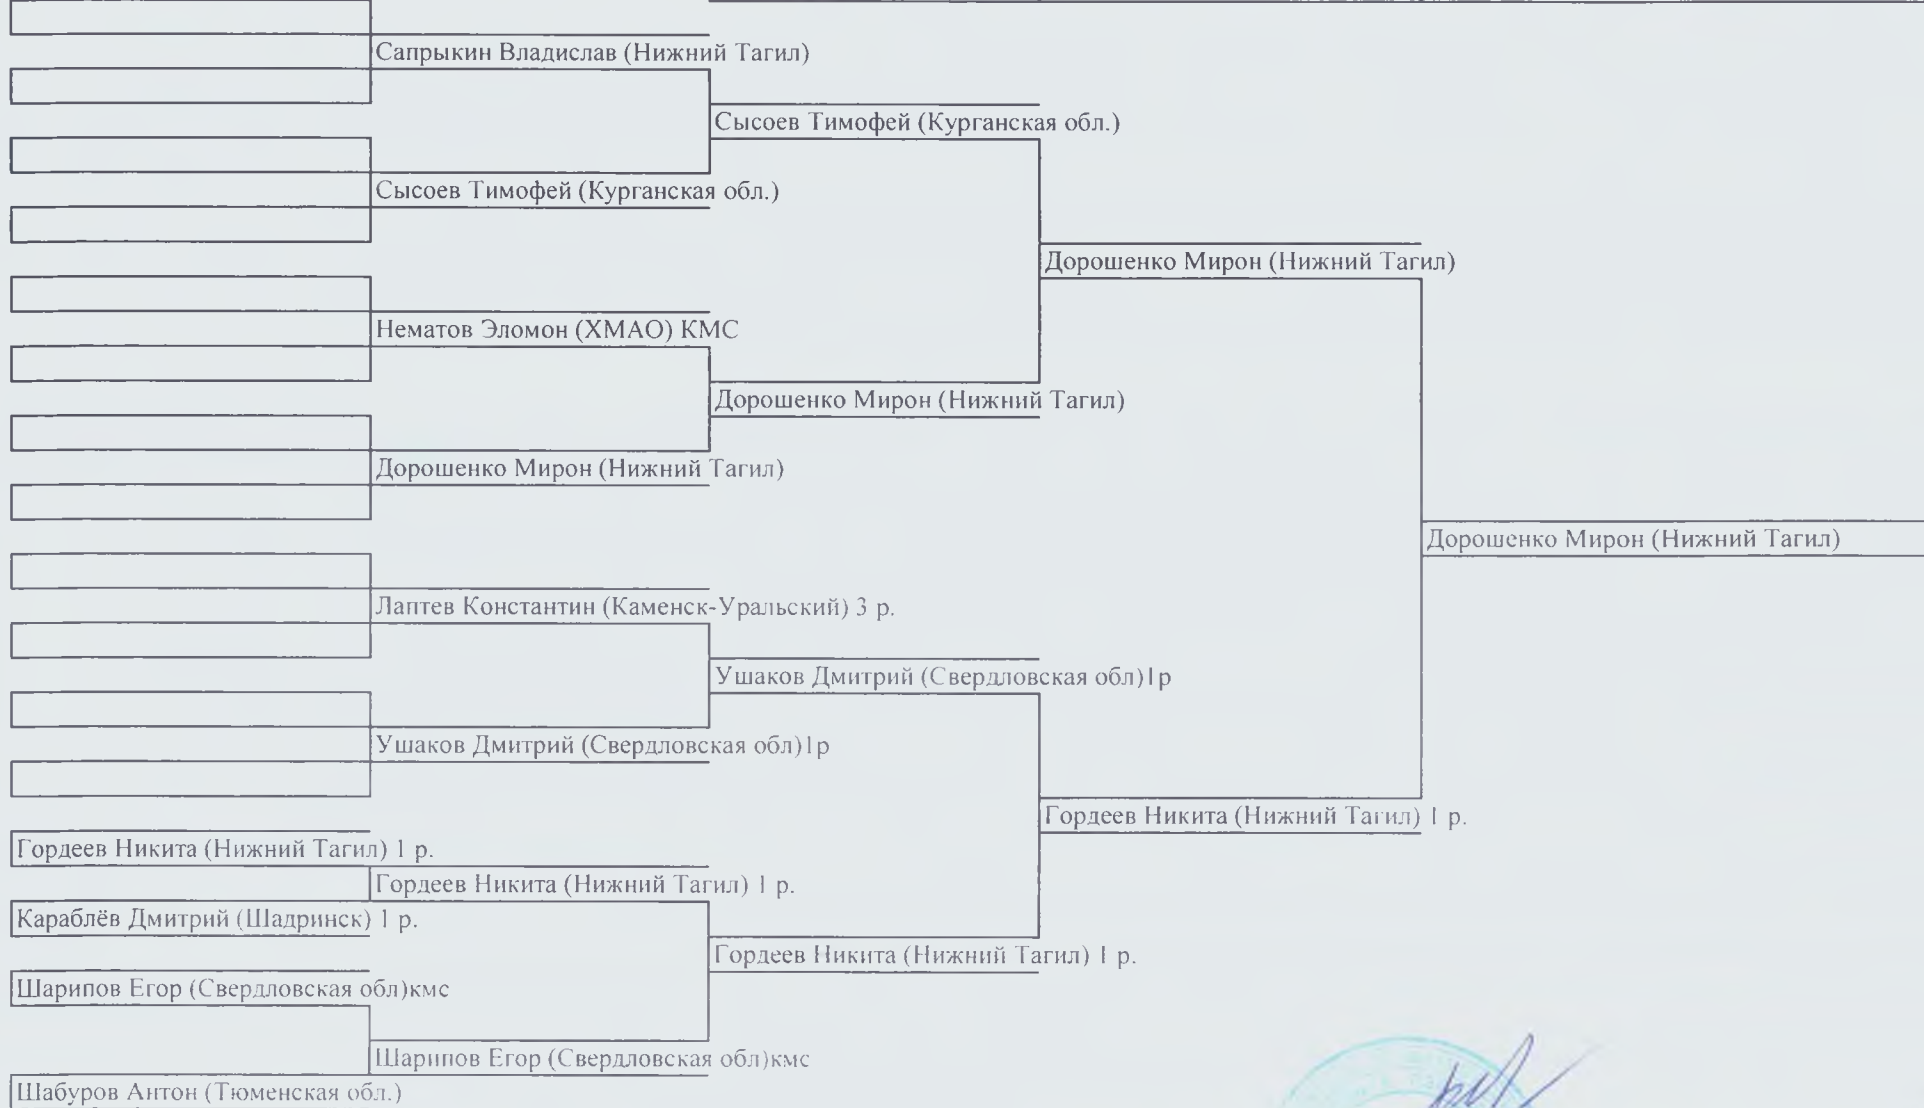 Сапрыкин Владислав (Нижний Тагил)
Сысоев Тимофей (Курганская обл.)
Сысоев Тимофей (Курганская обл.)
Дорошенко Мирон (Нижний Тагил)
Нематов Эломон (ХМАО) КМС
Дорошенко Мирон (Нижний Тагил)
Дорошенко Мирон (Нижний Тагил)
Дорошенко Мирон (Нижний Тагил)
Лаптев Константин (Каменск-Уральский) 3 р.
Ушаков Дмитрий (Свердловская обл)1р
Ушаков Дмитрий (Свердловская обл)1р
Гордеев Никита (Нижний Тагил) 1 р.
Гордеев Никита (Нижний Тагил) 1 р.
Гордеев Никита (Нижний Тагил) 1 р.
Караблёв Дмитрий (Шадринск) 1 р.
Гордеев Никита (Нижний Тагил) 1 р.
Шарипов Егор (Свердловская обл)кмс
Шарипов Егор (Свердловская обл)кмс
Шабуров Антон (Тюменская обл.)